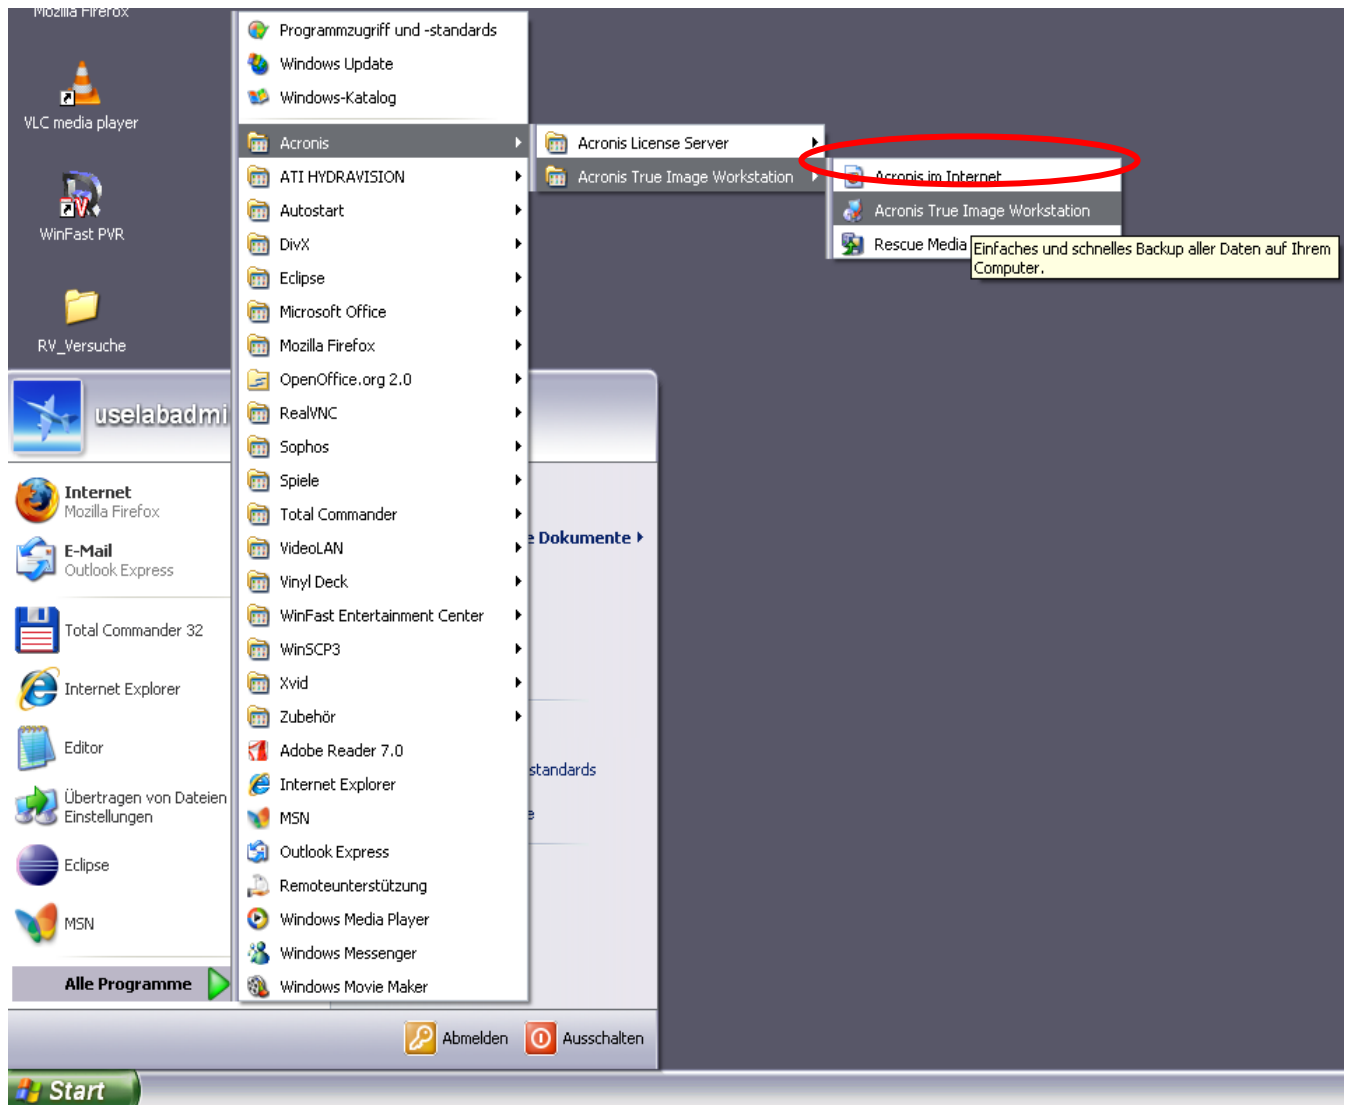 Mozilla Firefox
VLC media player
WinFast PVR
RV_Versuche
Programmzugriff und -standards
Windows Update
Windows-Katalog
Acronis
ATI HYDRAVISION
Autostart
DivX
Eclipse
Microsoft Office
Mozilla Firefox
OpenOffice.org 2.0
RealVNC
Sophos
Spiele
Total Commander
VideoLAN
Vinyl Deck
WinFast Entertainment Center
WinSCP3
Xvid
Zubehör
Adobe Reader 7.0
Internet Explorer
MSN
Outlook Express
Remoteunterstützung
Windows Media Player
Windows Messenger
Windows Movie Maker
Acronis License Server
Acronis True Image Workstation
Acronis im Internet
Acronis True Image Workstation
Rescue Media
Einfaches und schnelles Backup aller Daten auf Ihrem
Computer.
uselabadmi
Internet
Mozilla Firefox
E-Mail
Outlook Express
Total Commander 32
Internet Explorer
Editor
Übertragen von Dateien
Einstellungen
Eclipse
MSN
Alle Programme
e Dokumente
standards
e
Abmelden
Ausschalten
Start